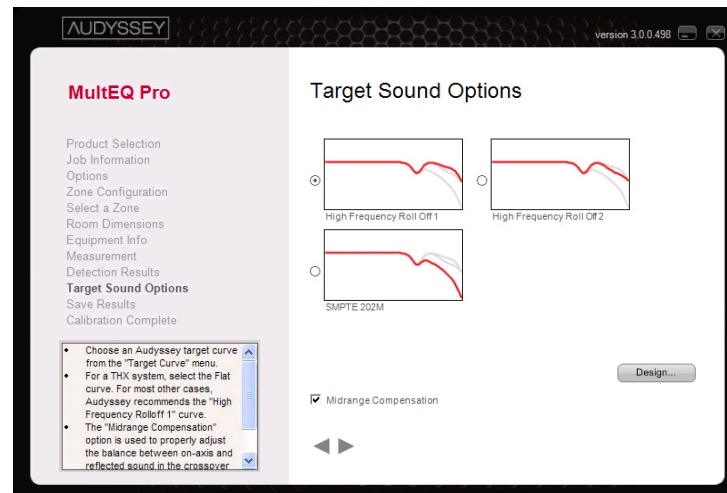 AUDYSSEY
version 3.0.0.498
MultEQ Pro
Product Selection
Job Information
Options
Zone Configuration
Select a Zone
Room Dimensions
Equipment Info
Measurement
Detection Results
Target Sound Options
Save Results
Calibration Complete
• Choose an Audyssey target curve
from the "Target Curve" menu.
• For a THX system, select the Flat
curve. For most other cases,
Audyssey recommends the "High
Frequency Rolloff 1" curve.
• The "Midrange Compensation"
option is used to properly adjust
the balance between on-axis and
reflected sound in the crossover
Target Sound Options
High Frequency Roll Off 1
High Frequency Roll Off 2
SMPTE 202M
Design...
Midrange Compensation